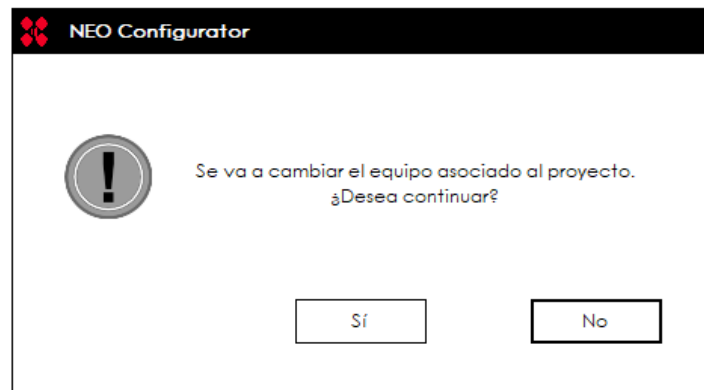 NEO Configurator
Se va a cambiar el equipo asociado al proyecto.
¿Desea continuar?
Sí
No